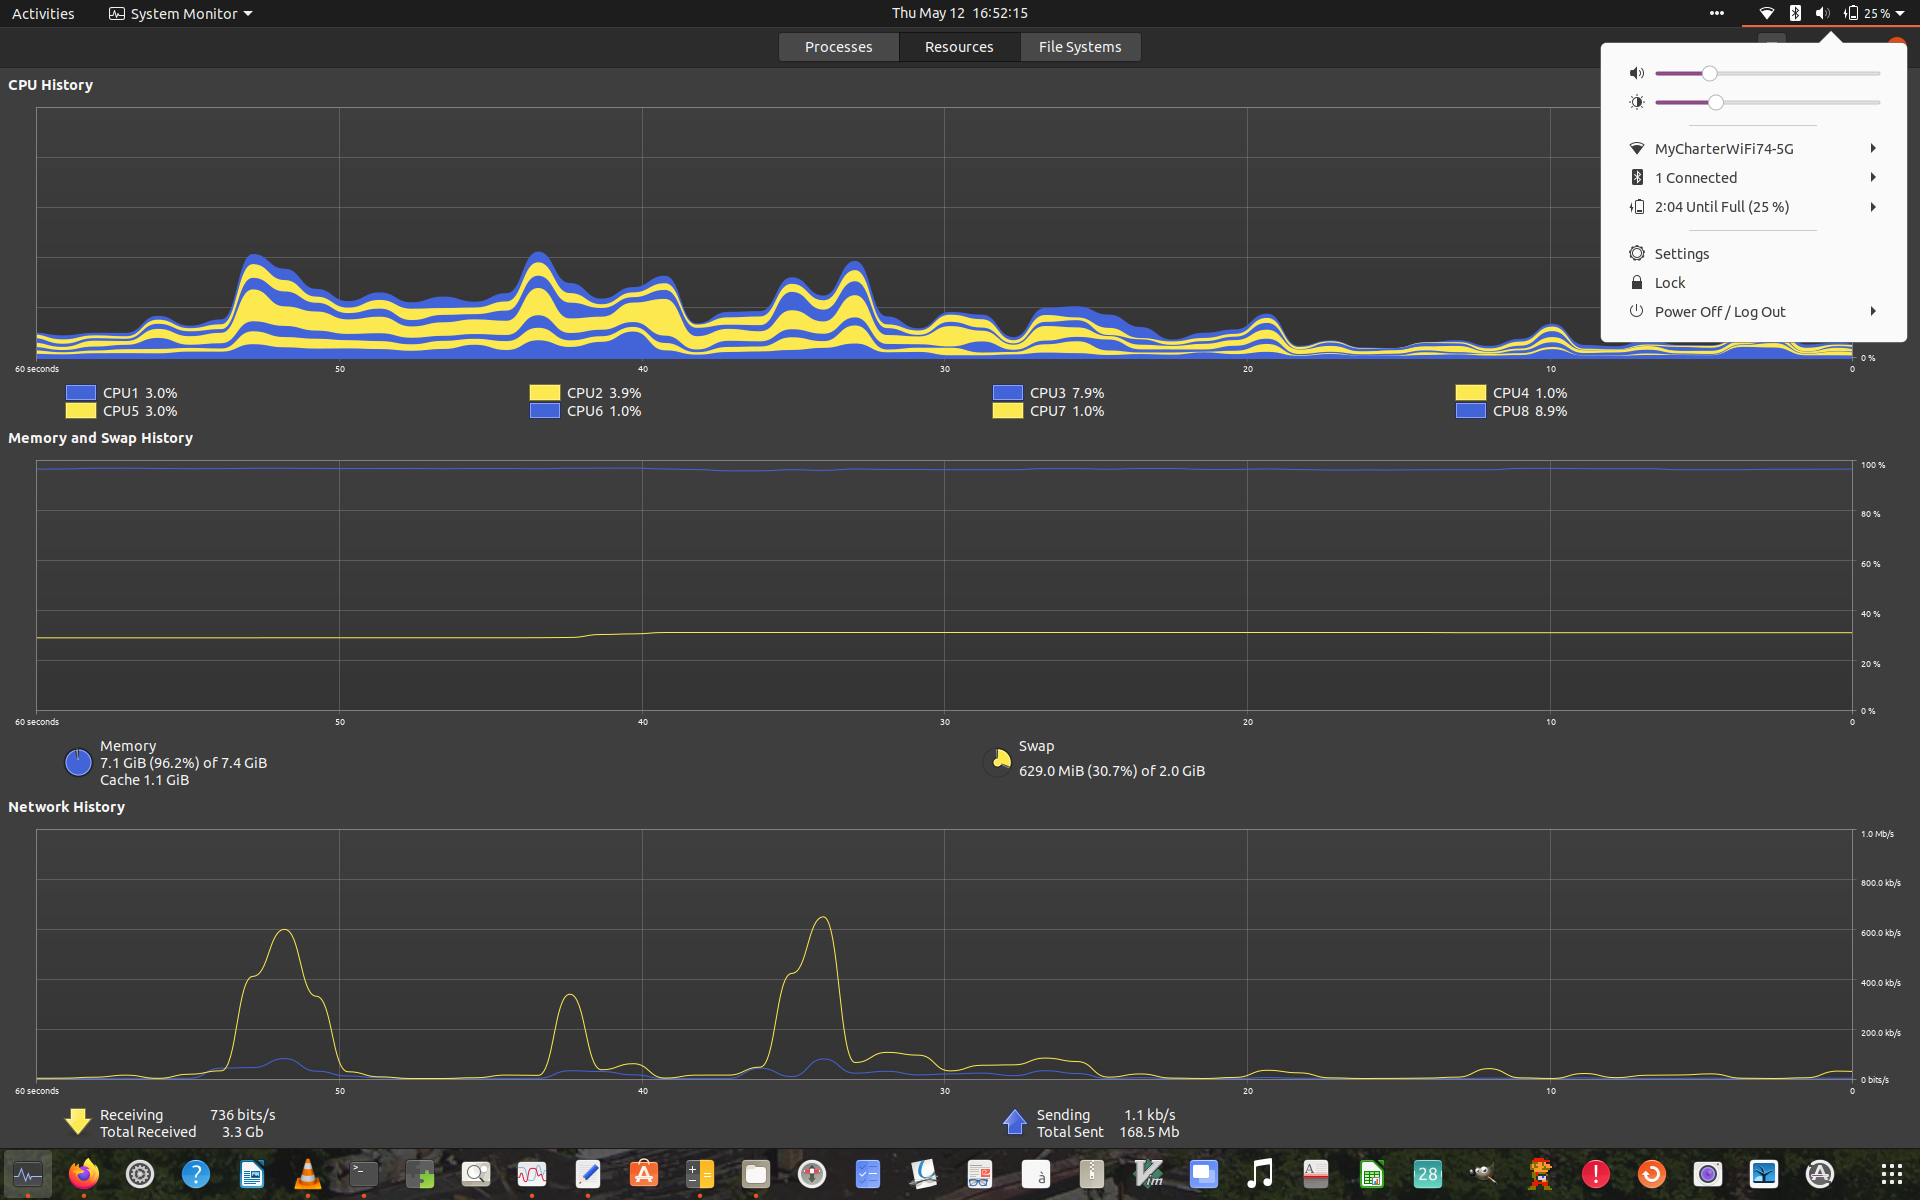 Activities
System Monitor
Thu May 12 16:52:15
25 %
Processes
Resources
File Systems
MyCharterWiFi74-5G
1 Connected
2:04 Until Full (25 %)
Settings
Lock
Power Off / Log Out
CPU History
0 %
60 seconds 50 40 30 20 10 0
CPU1 3.0% CPU2 3.9% CPU3 7.9% CPU4 1.0%
CPU5 3.0% CPU6 1.0% CPU7 1.0% CPU8 8.9%
Memory and Swap History
100 %
80 %
60 %
40 %
20 %
0 %
60 seconds 50 40 30 20 10 0
Memory
7.1 GiB (96.2%) of 7.4 GiB
Cache 1.1 GiB
Swap
629.0 MiB (30.7%) of 2.0 GiB
Network History
1.0 Mb/s
800.0 kb/s
600.0 kb/s
400.0 kb/s
200.0 kb/s
0 bits/s
60 seconds 50 40 30 20 10 0
Receiving 736 bits/s
Total Received 3.3 Gb
Sending 1.1 kb/s
Total Sent 168.5 Mb
>_
?
à
Vim
A
28
!
A